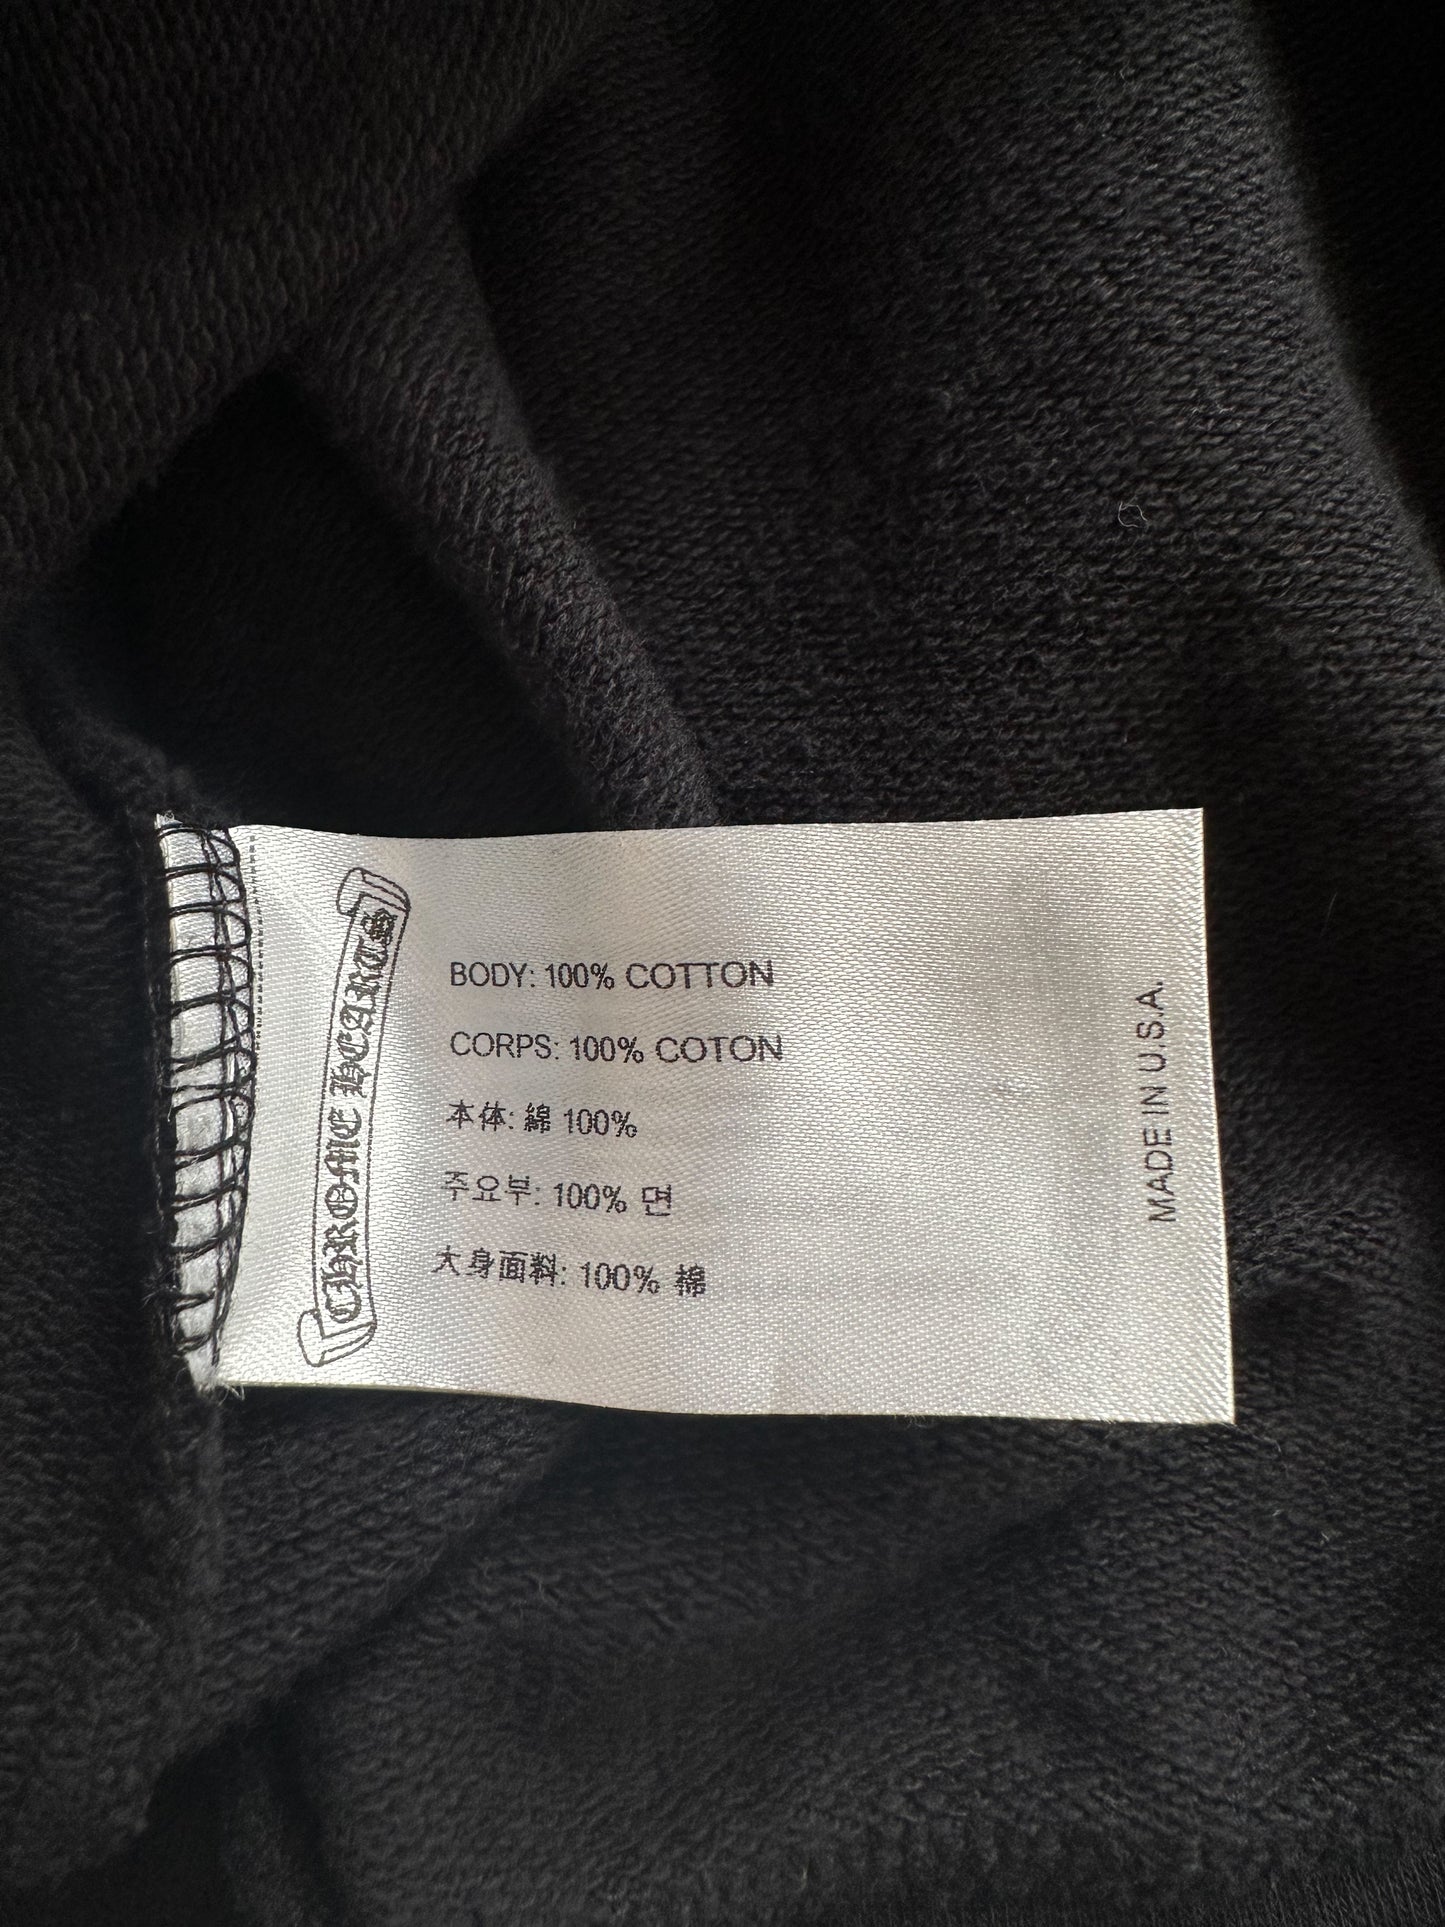 CHROME HEARTS
BODY: 100% COTTON
CORPS: 100% COTON
本体: 綿 100%
주요부: 100% 면
大身面料: 100% 棉
MADE IN U.S.A.